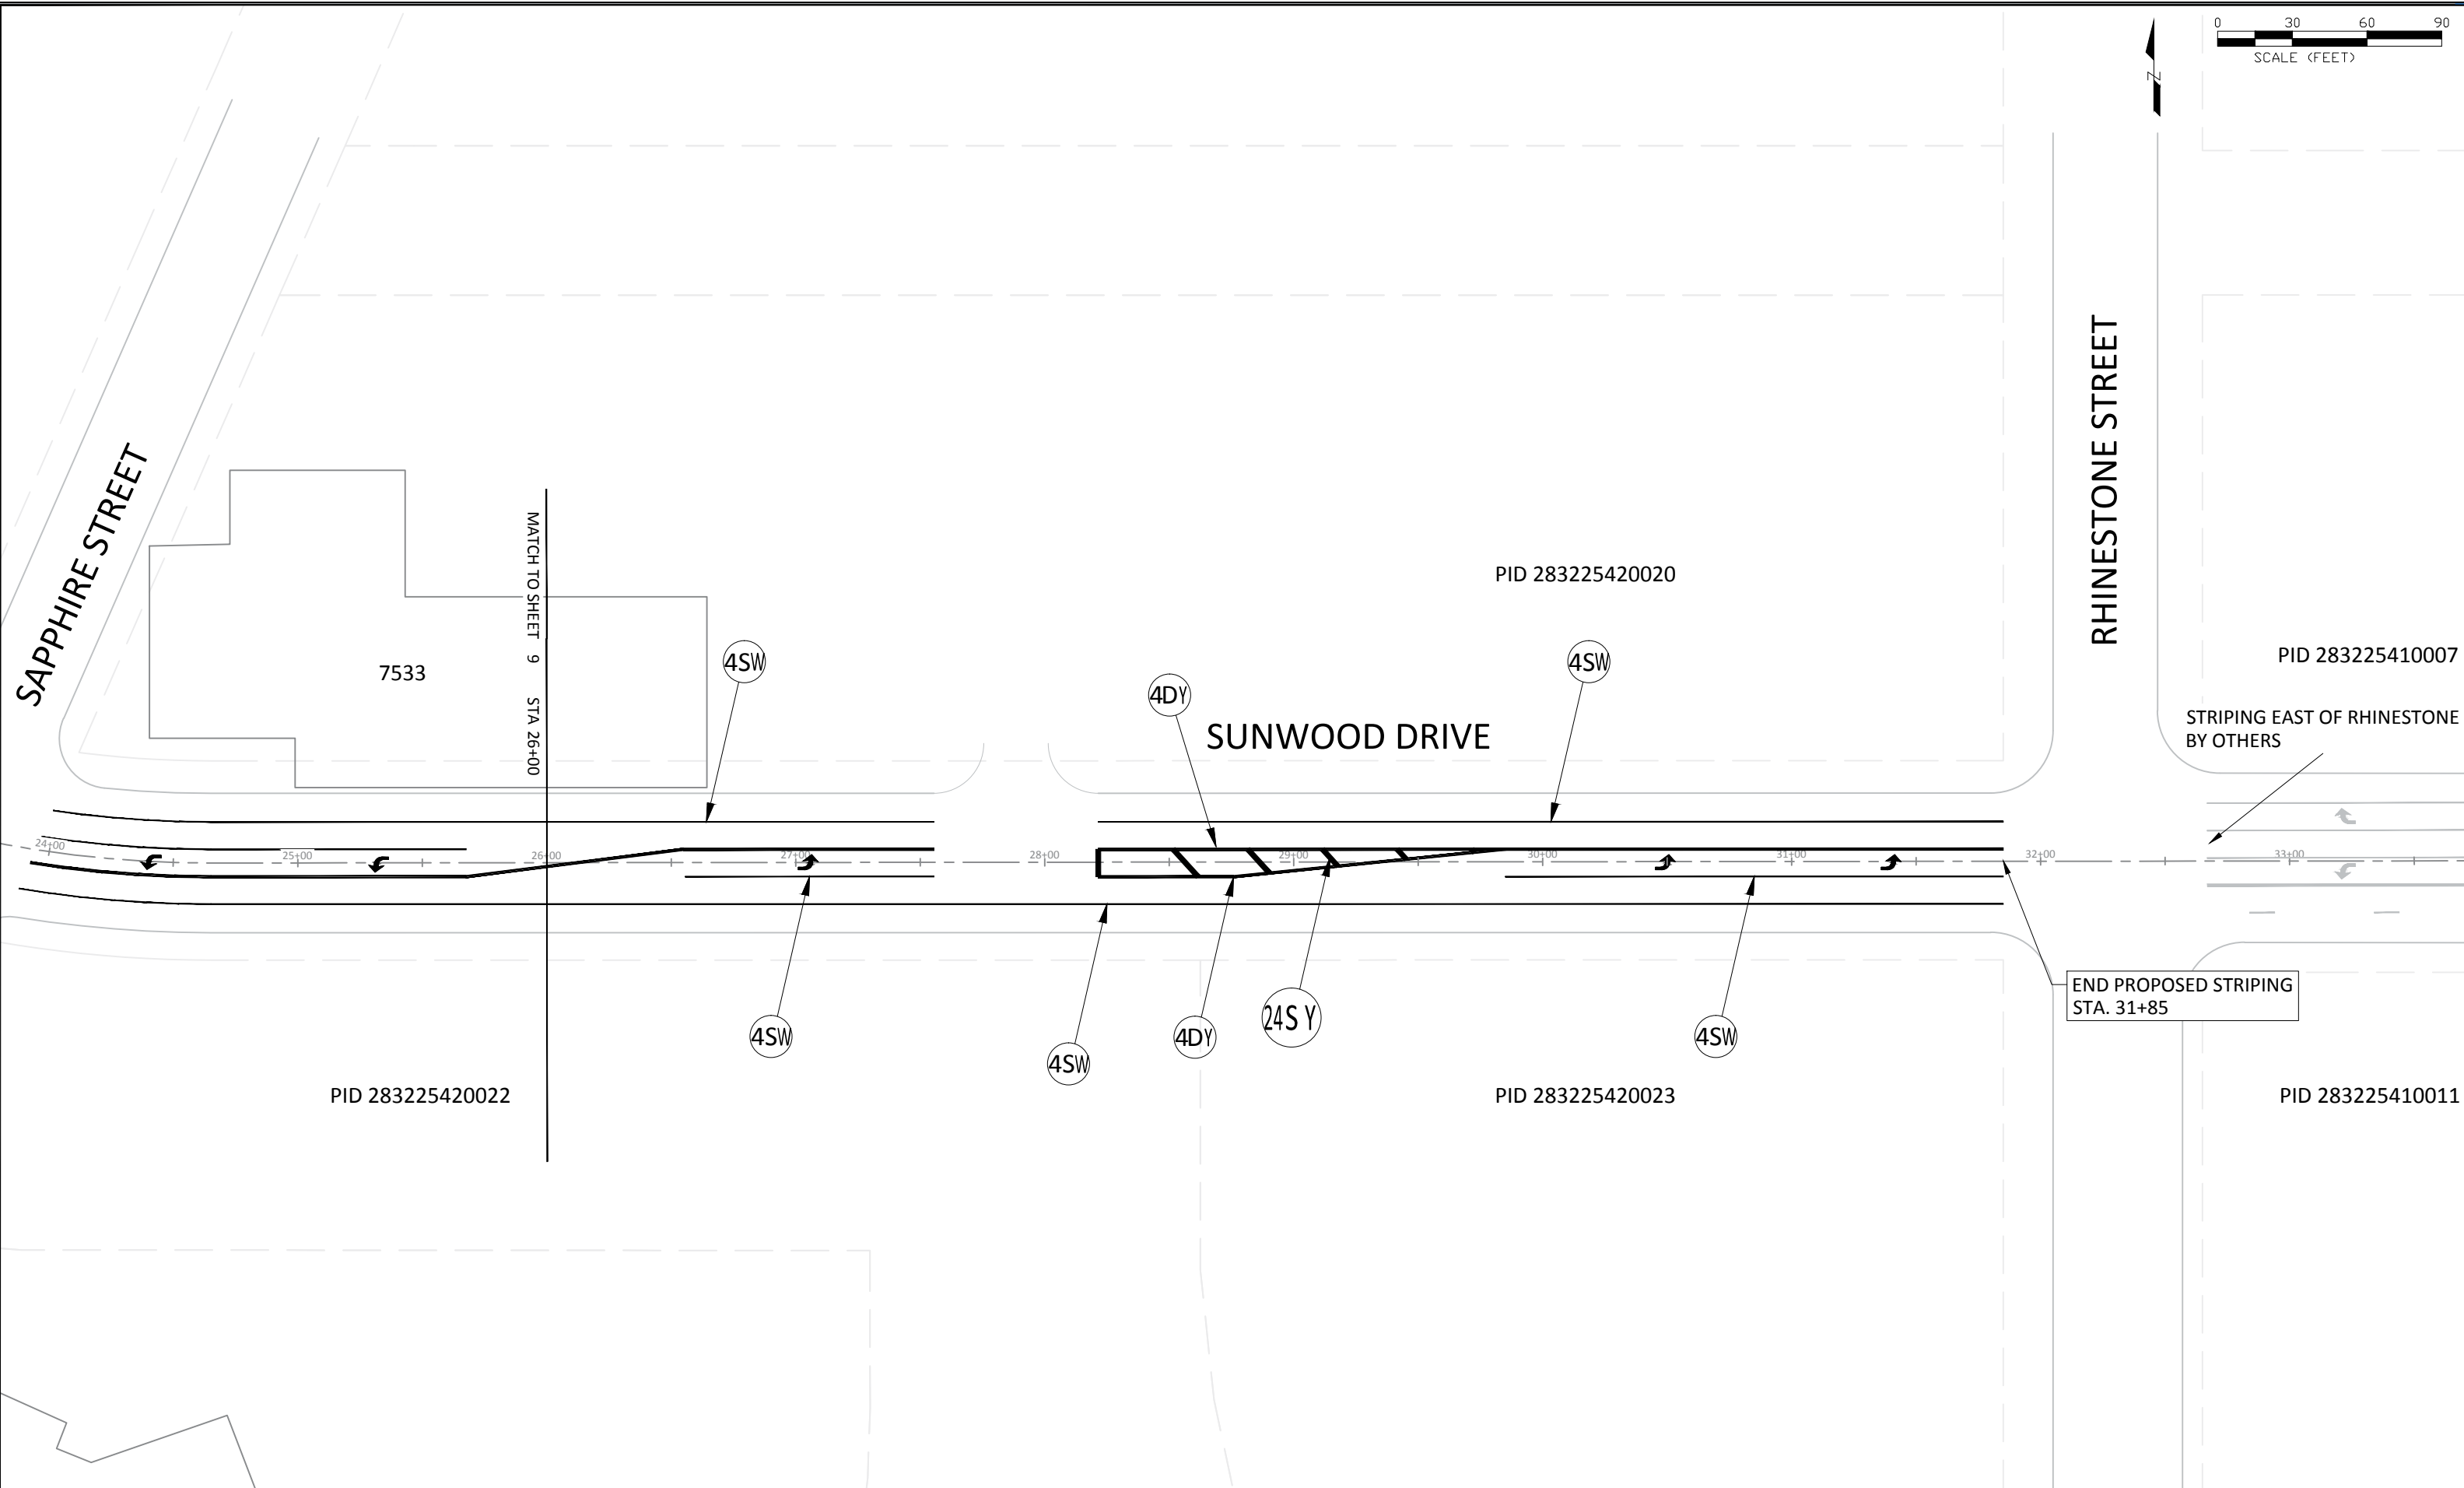 0 30 60 90
SCALE (FEET)
N
SAPPHIRE STREET
RHINESTONE STREET
MATCH TO SHEET 9 STA 26+00
PID 283225420020
PID 283225410007
7533
4SW
4DY
4SW
SUNWOOD DRIVE
STRIPING EAST OF RHINESTONE
BY OTHERS
24+00
25+00
26+00
27+00
28+00
29+00
30+00
31+00
32+00
33+00
END PROPOSED STRIPING
STA. 31+85
4SW
4SW
4DY
24S Y
4SW
PID 283225420022
PID 283225420023
PID 283225410011